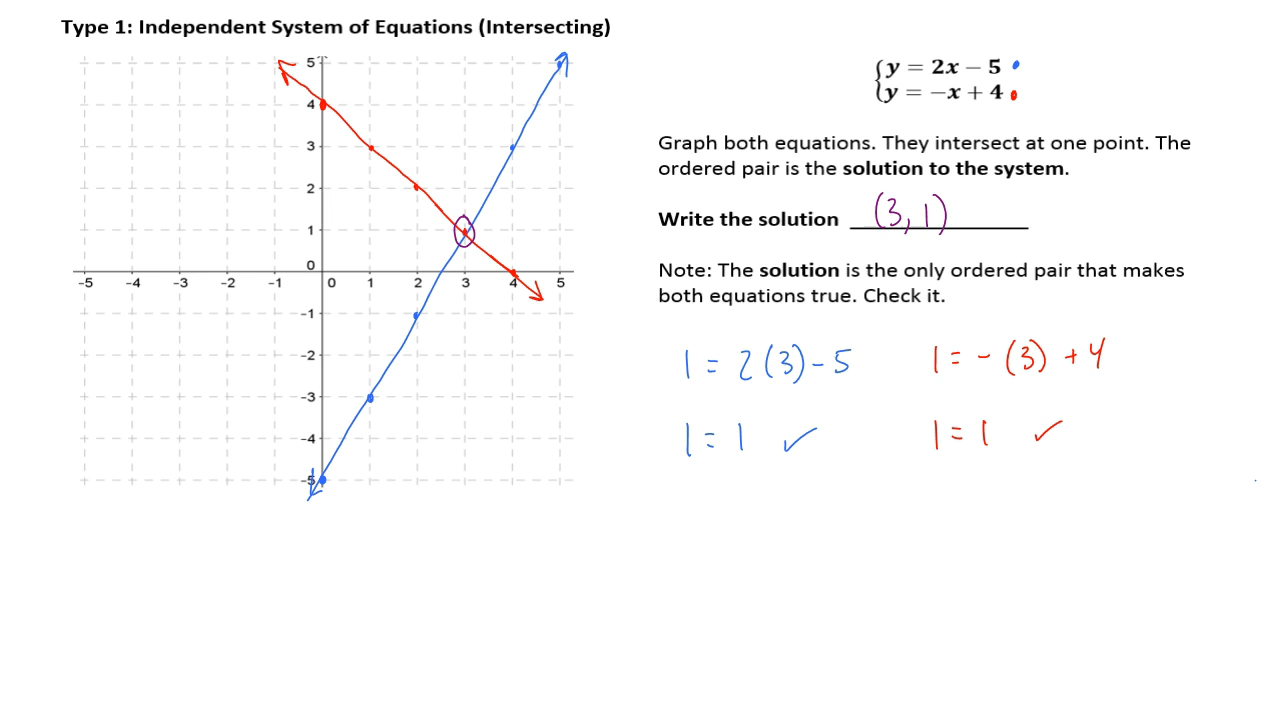 Type 1: Independent System of Equations (Intersecting)
5
4
3
2
1
0
-5 -4 -3 -2 -1 0 1 2 3 4 5
-1
-2
-3
-4
-5
{y = 2x − 5
y = −x + 4
Graph both equations. They intersect at one point. The
ordered pair is the solution to the system.
Write the solution (3, 1)
Note: The solution is the only ordered pair that makes
both equations true. Check it.
1 = 2(3) - 5 1 = - (3) + 4
1 = 1 ✓ 1 = 1 ✓